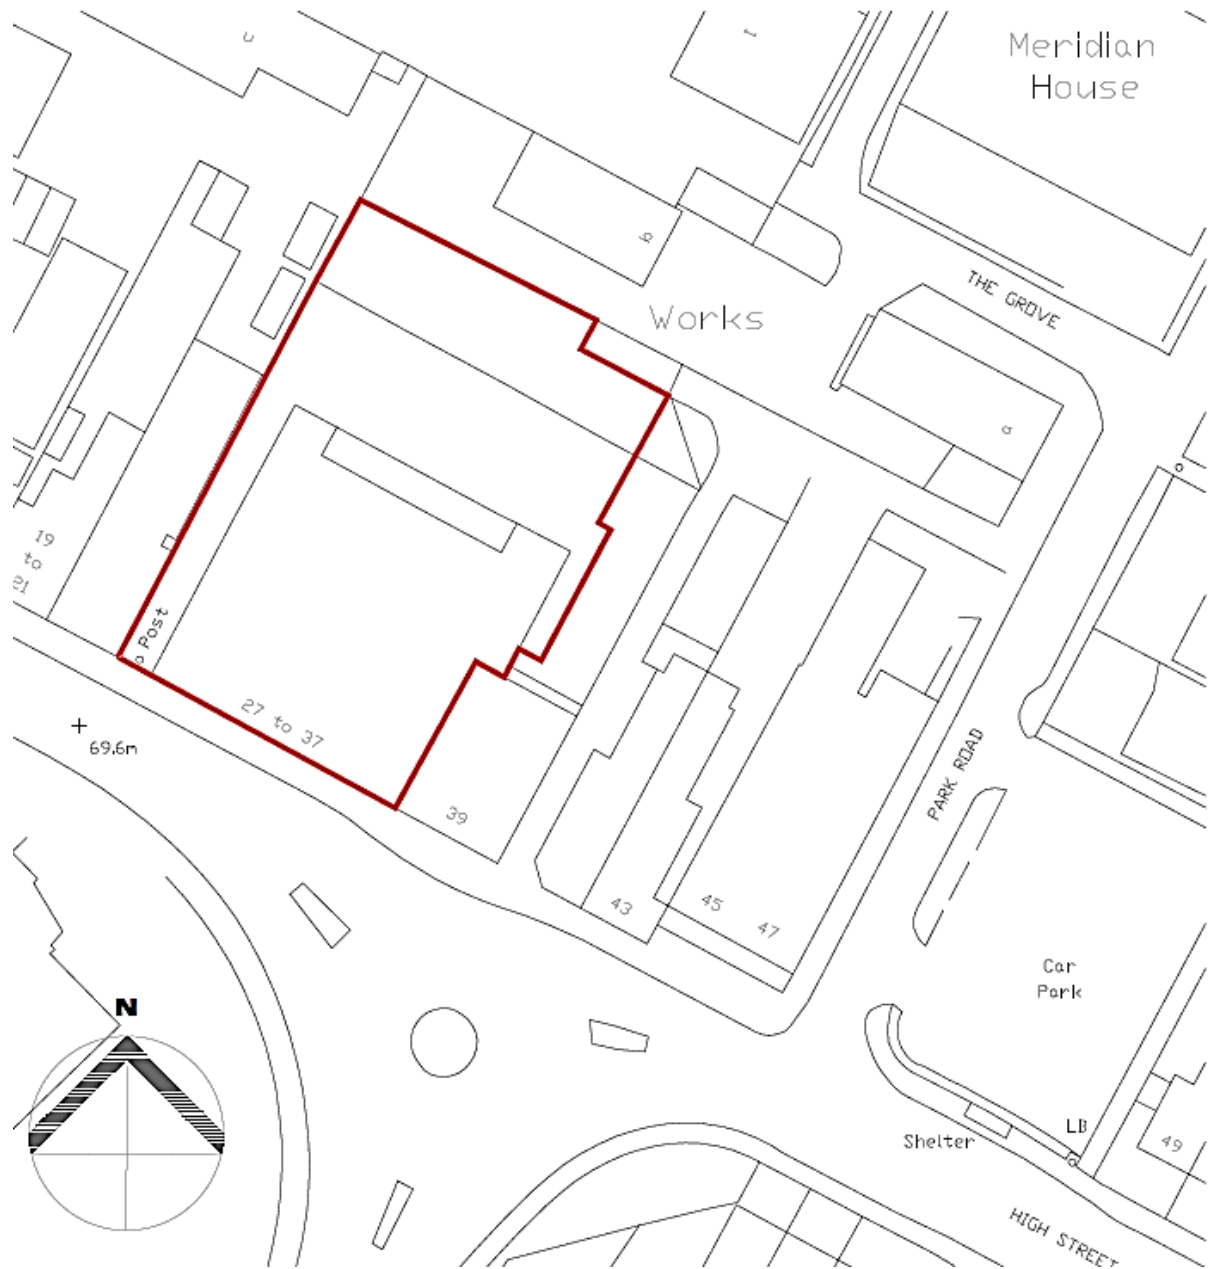 Meridian
House
THE GROVE
Works
19
to
21
Post
27 to 37
69.6m
39
PARK ROAD
43
45
47
N
Car
Park
LB
Shelter
49
HIGH STREET